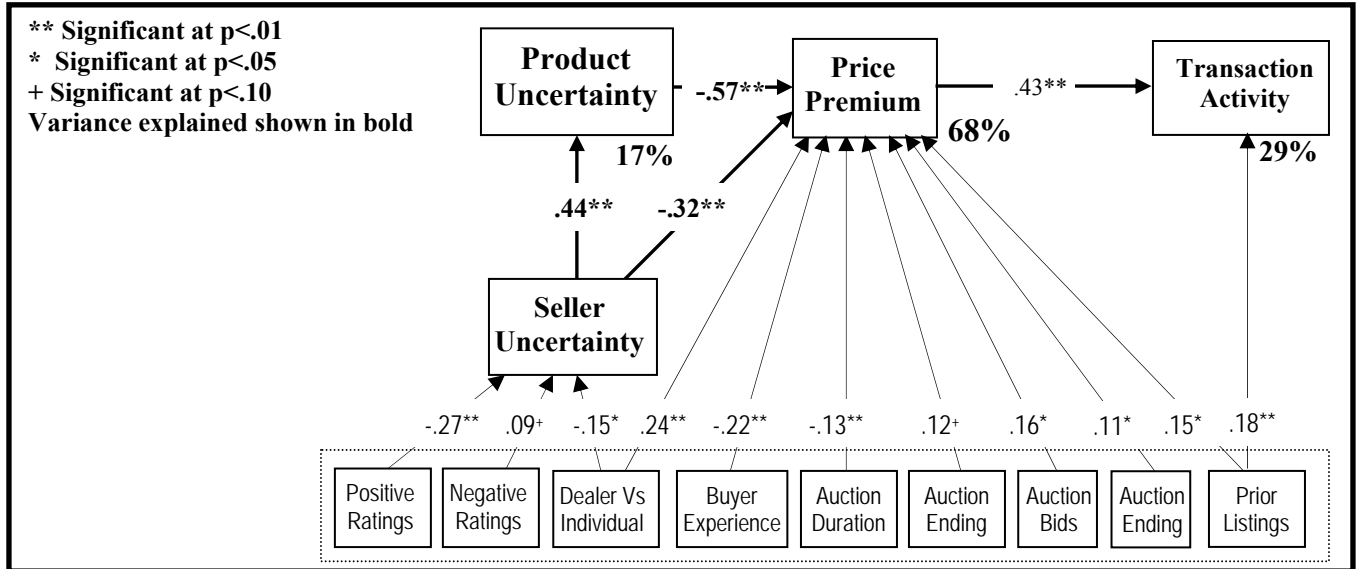 ** Significant at p<.01
* Significant at p<.05
+ Significant at p<.10
Variance explained shown in bold
Product
Uncertainty
17%
-.57**
Price
Premium
68%
.43**
Transaction
Activity
29%
.44**
-.32**
Seller
Uncertainty
-.27**
.09+
-.15*
.24**
-.22**
-.13**
.12+
.16*
.11*
.15*
.18**
Positive
Ratings
Negative
Ratings
Dealer Vs
Individual
Buyer
Experience
Auction
Duration
Auction
Ending
Auction
Bids
Auction
Ending
Prior
Listings